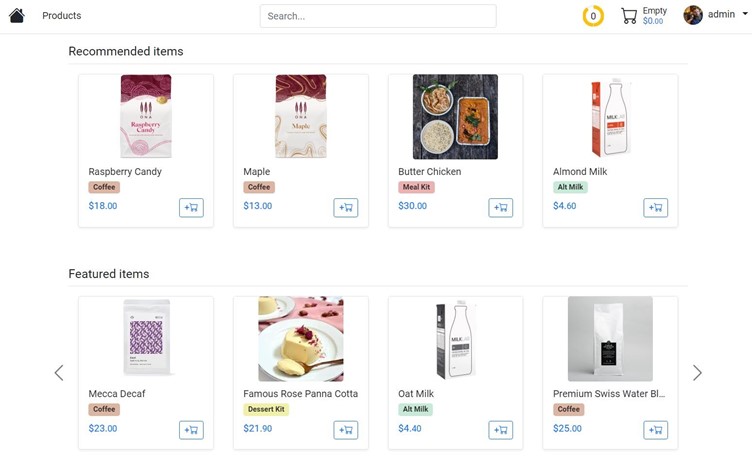 Products
Search...
0
Empty
$0.00
admin
Recommended items
ONA
Raspberry
Candy
ONA
Maple
MILKLAB
Raspberry Candy
Maple
Butter Chicken
Almond Milk
Coffee
Coffee
Meal Kit
Alt Milk
$18.00
+
$13.00
+
$30.00
+
$4.60
+
Featured items
MILKLAB
Mecca Decaf
Famous Rose Panna Cotta
Oat Milk
Premium Swiss Water Bl...
Coffee
Dessert Kit
Alt Milk
Coffee
$23.00
+
$21.90
+
$4.40
+
$25.00
+